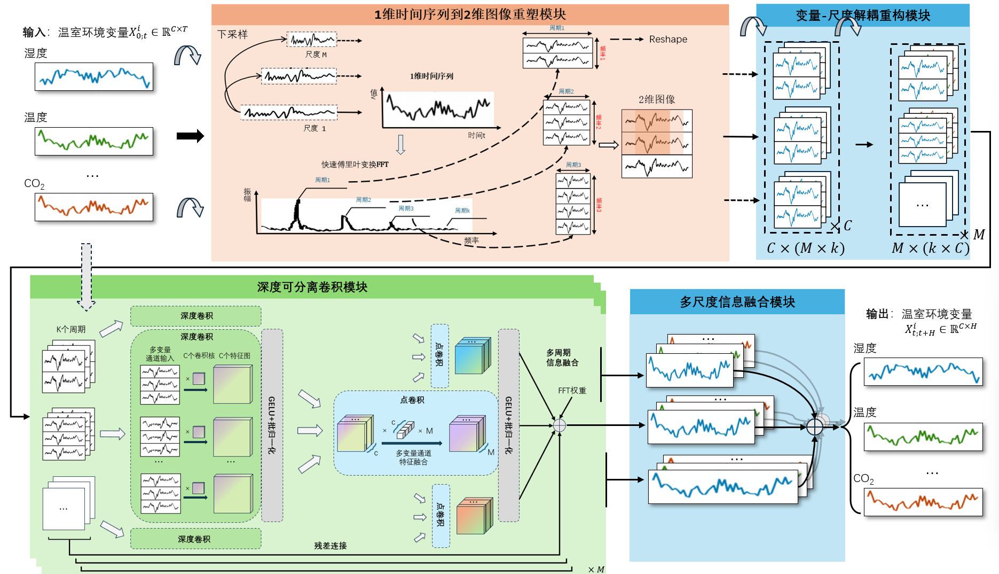 输入：温室环境变量X^i_{0;t} ∈ ℝ^{C×T}
湿度
温度
...
CO₂
1维时间序列到2维图像重塑模块
下采样
尺度 M
尺度 1
1维时间序列
值v
时间t
快速傅里叶变换FFT
振幅
周期1
周期2
周期3
周期k
频率
周期1
频率1
周期2
频率2
周期3
频率3
Reshape
2维图像
变量-尺度解耦重构模块
× C
C × (M × k)
...
× M
M × (k × C)
深度可分离卷积模块
K个周期
...
深度卷积
深度卷积
多变量
通道输入
C个卷积核
C个特征图
×
×
...
...
×
深度卷积
GELU+批归一化
点卷积
...
点卷积
...
c
×
c
× M
多变量通道
特征融合
...
M
点卷积
...
GELU+批归一化
多周期
信息融合
FFT权重
残差连接
× M
多尺度信息融合模块
...
...
...
输出：温室环境变量
X^i_{t;t+H} ∈ ℝ^{C×H}
湿度
温度
...
CO₂